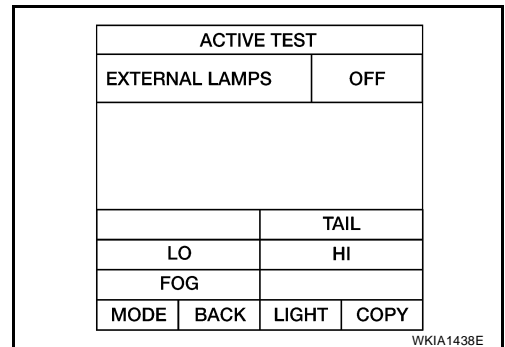 ACTIVE TEST
EXTERNAL LAMPS OFF
TAIL
LO HI
FOG
MODE BACK LIGHT COPY
WKIA1438E